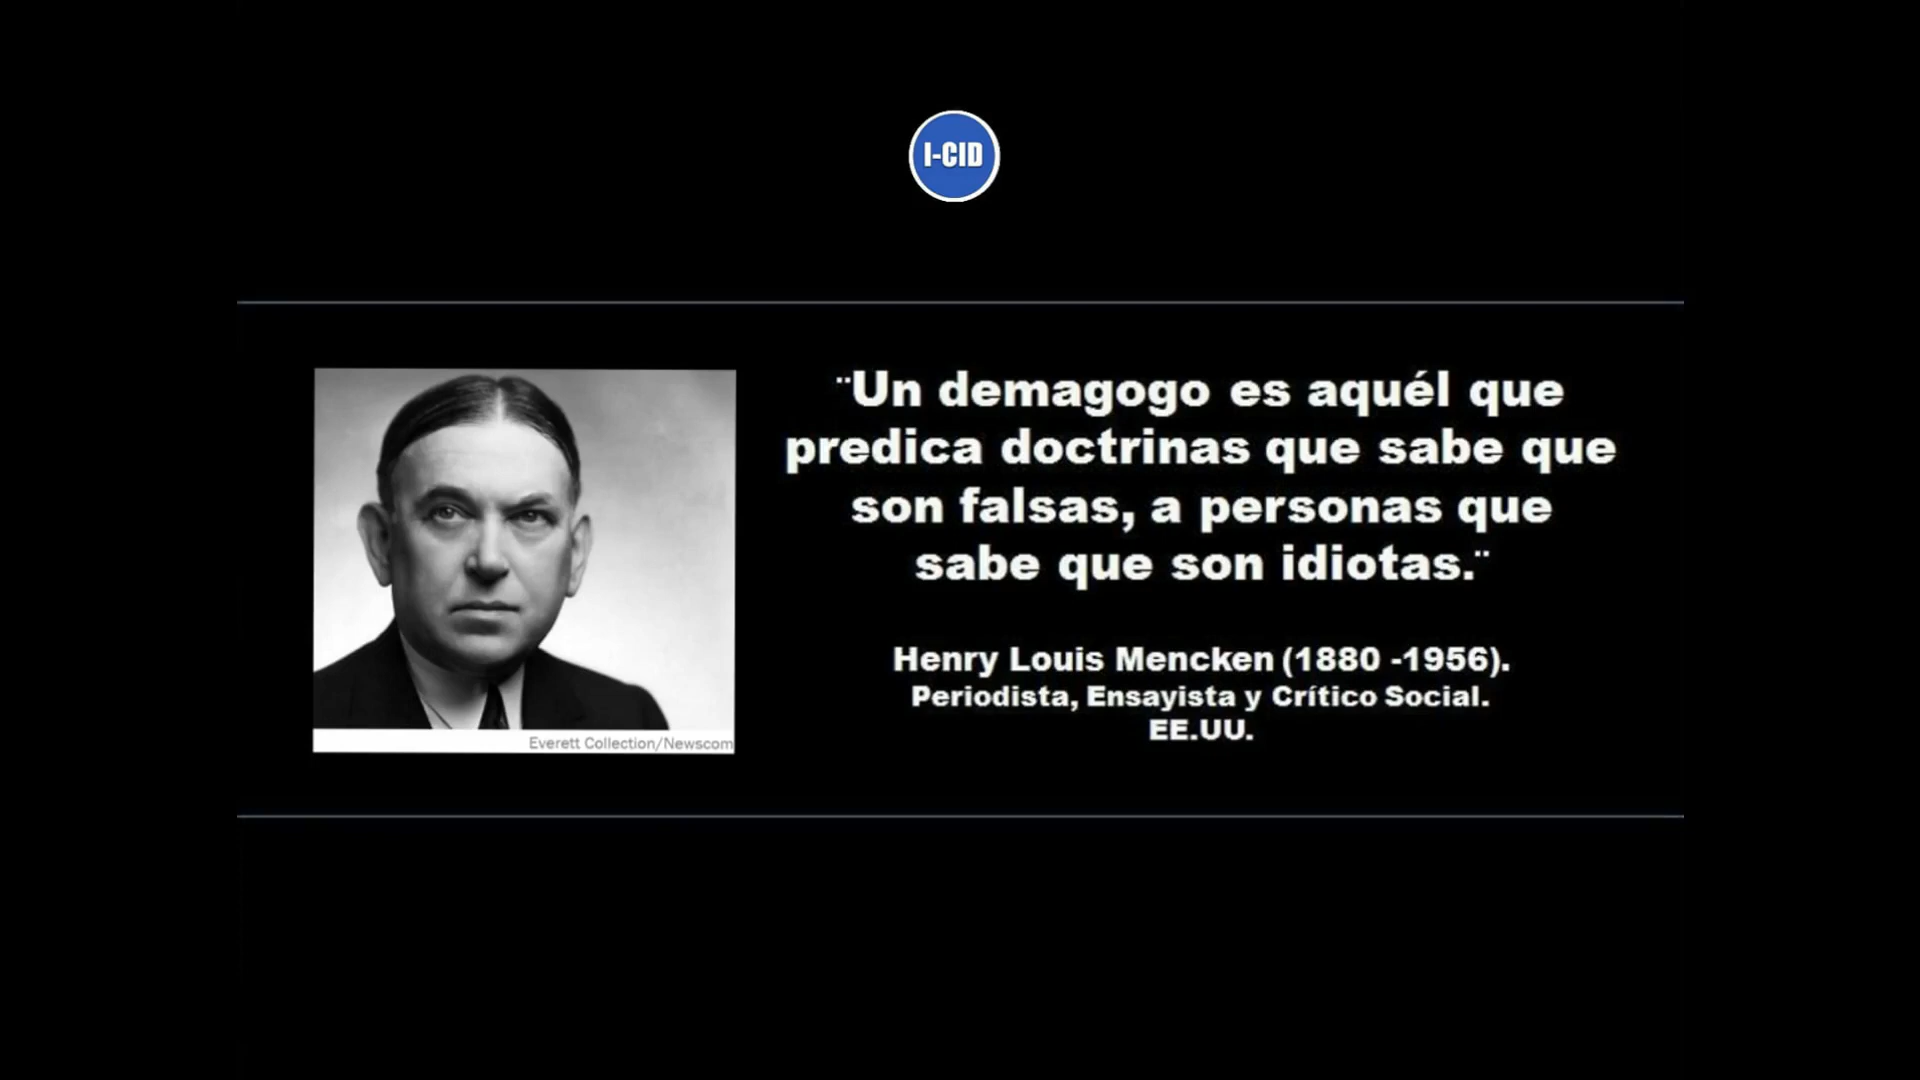 I-CID
¨Un demagogo es aquél que
predica doctrinas que sabe que
son falsas, a personas que
sabe que son idiotas.¨
Henry Louis Mencken (1880 -1956).
Periodista, Ensayista y Crítico Social.
EE.UU.
Everett Collection/Newscom